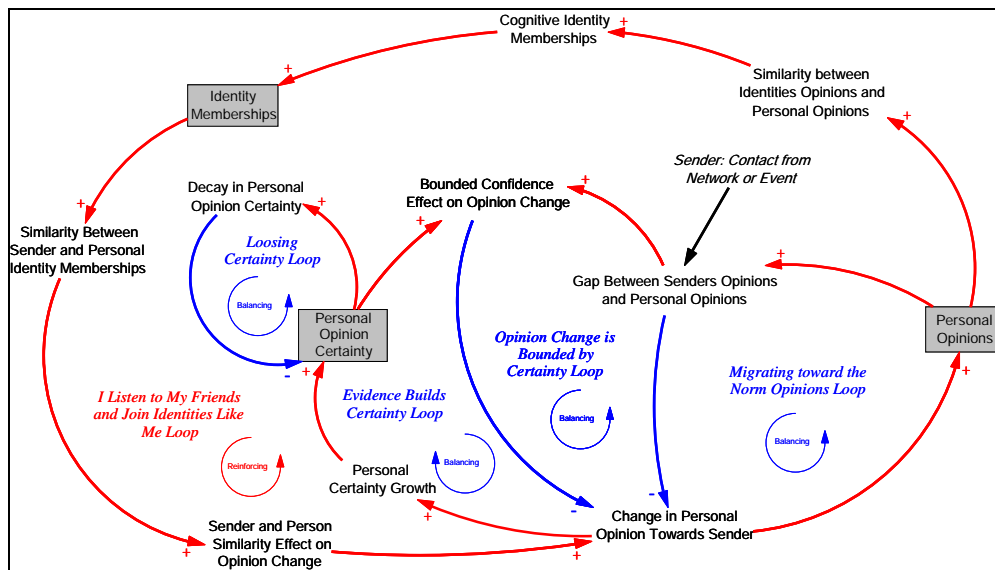 Cognitive Identity
Memberships
+
+
Similarity between
Identities Opinions and
Personal Opinions
Identity
Memberships
+
Sender: Contact from
Network or Event
Decay in Personal
Opinion Certainty
+
Bounded Confidence
Effect on Opinion Change
+
+
+
Similarity Between
Sender and Personal
Identity Memberships
Loosing
Certainty Loop
Balancing
+
Gap Between Senders Opinions
and Personal Opinions
Personal
Opinion
Certainty
Personal
Opinions
-
+
+
Opinion Change is
Bounded by
Certainty Loop
Balancing
Migrating toward the
Norm Opinions Loop
Balancing
I Listen to My Friends
and Join Identities Like
Me Loop
Reinforcing
Evidence Builds
Certainty Loop
Balancing
Personal
Certainty Growth
+
-
-
Change in Personal
Opinion Towards Sender
Sender and Person
Similarity Effect on
Opinion Change
+
+